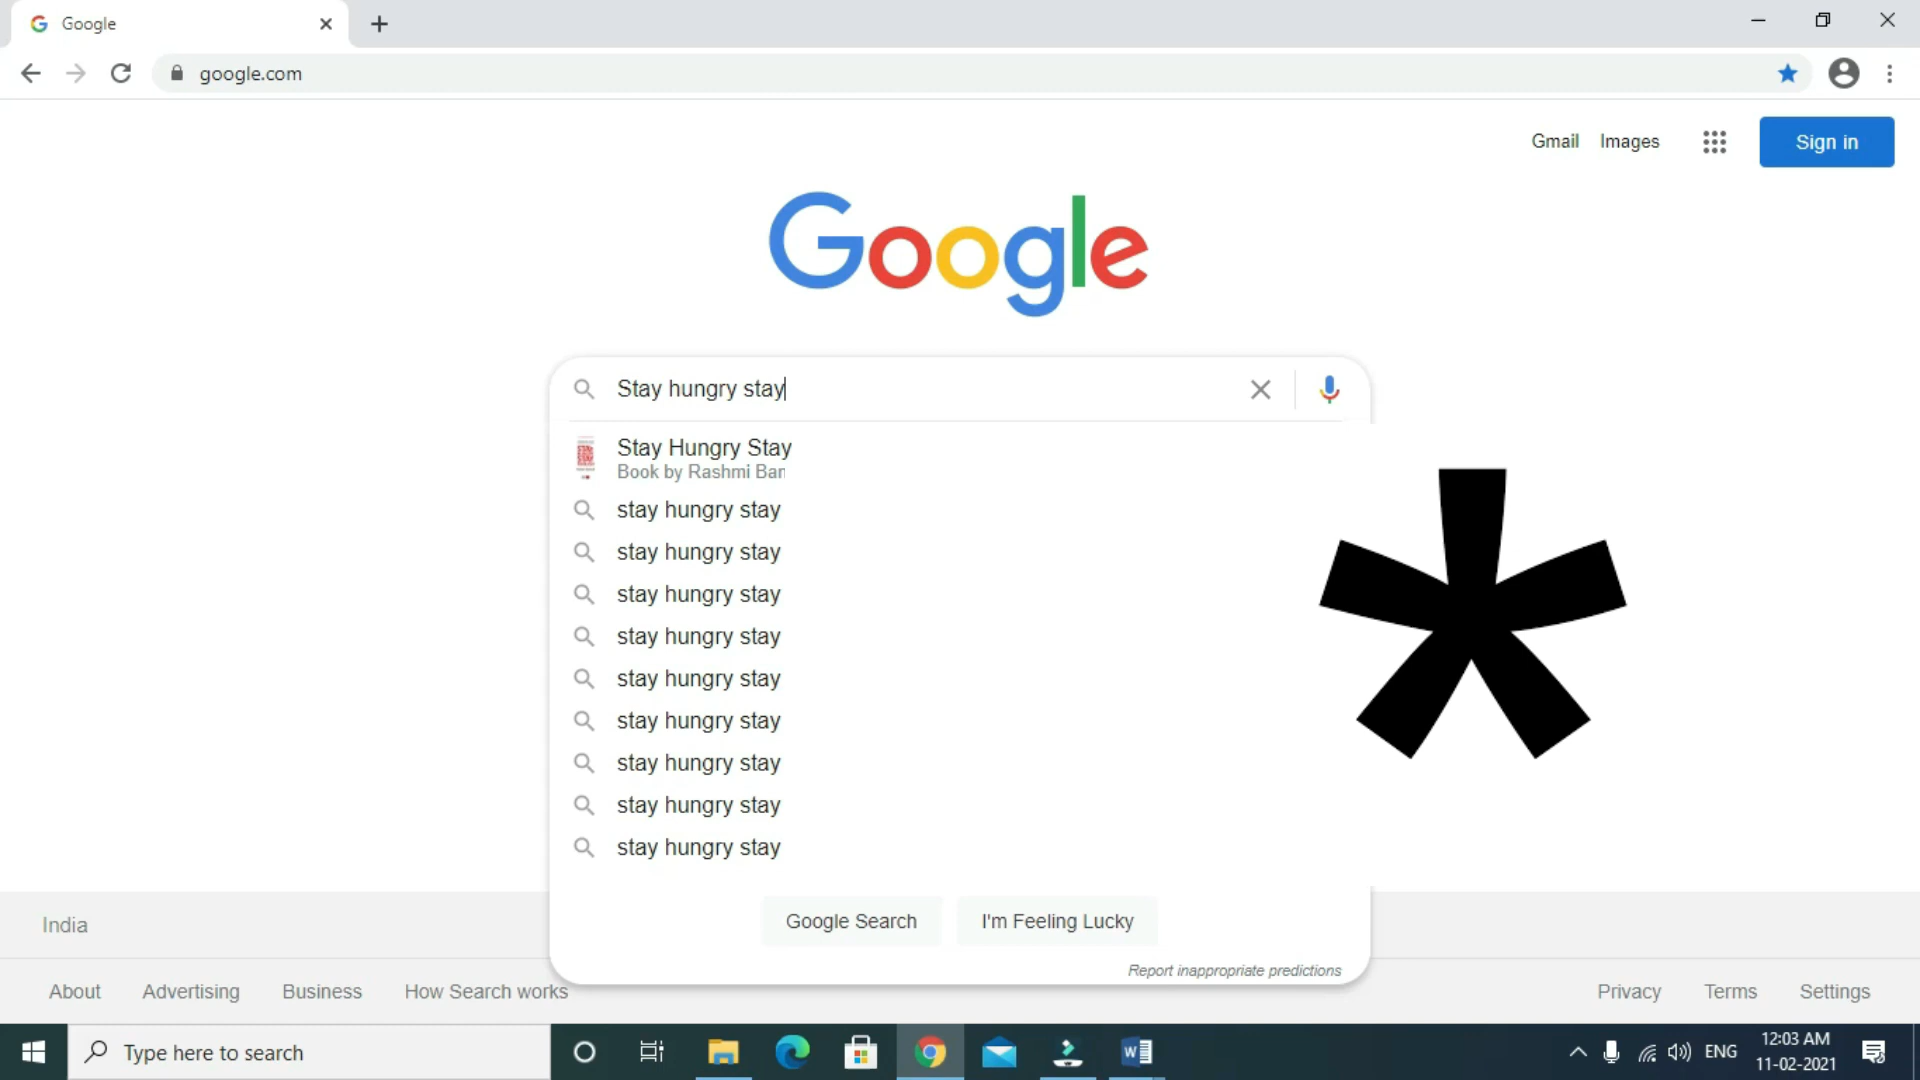 Google
google.com
Gmail Images Sign in
Google
Stay hungry stay
Stay Hungry Stay
Book by Rashmi Ban
stay hungry stay
stay hungry stay
stay hungry stay
stay hungry stay
stay hungry stay
stay hungry stay
stay hungry stay
stay hungry stay
stay hungry stay
*
Google Search I'm Feeling Lucky
Report inappropriate predictions
India
About Advertising Business How Search works Privacy Terms Settings
Type here to search
ENG
12:03 AM
11-02-2021